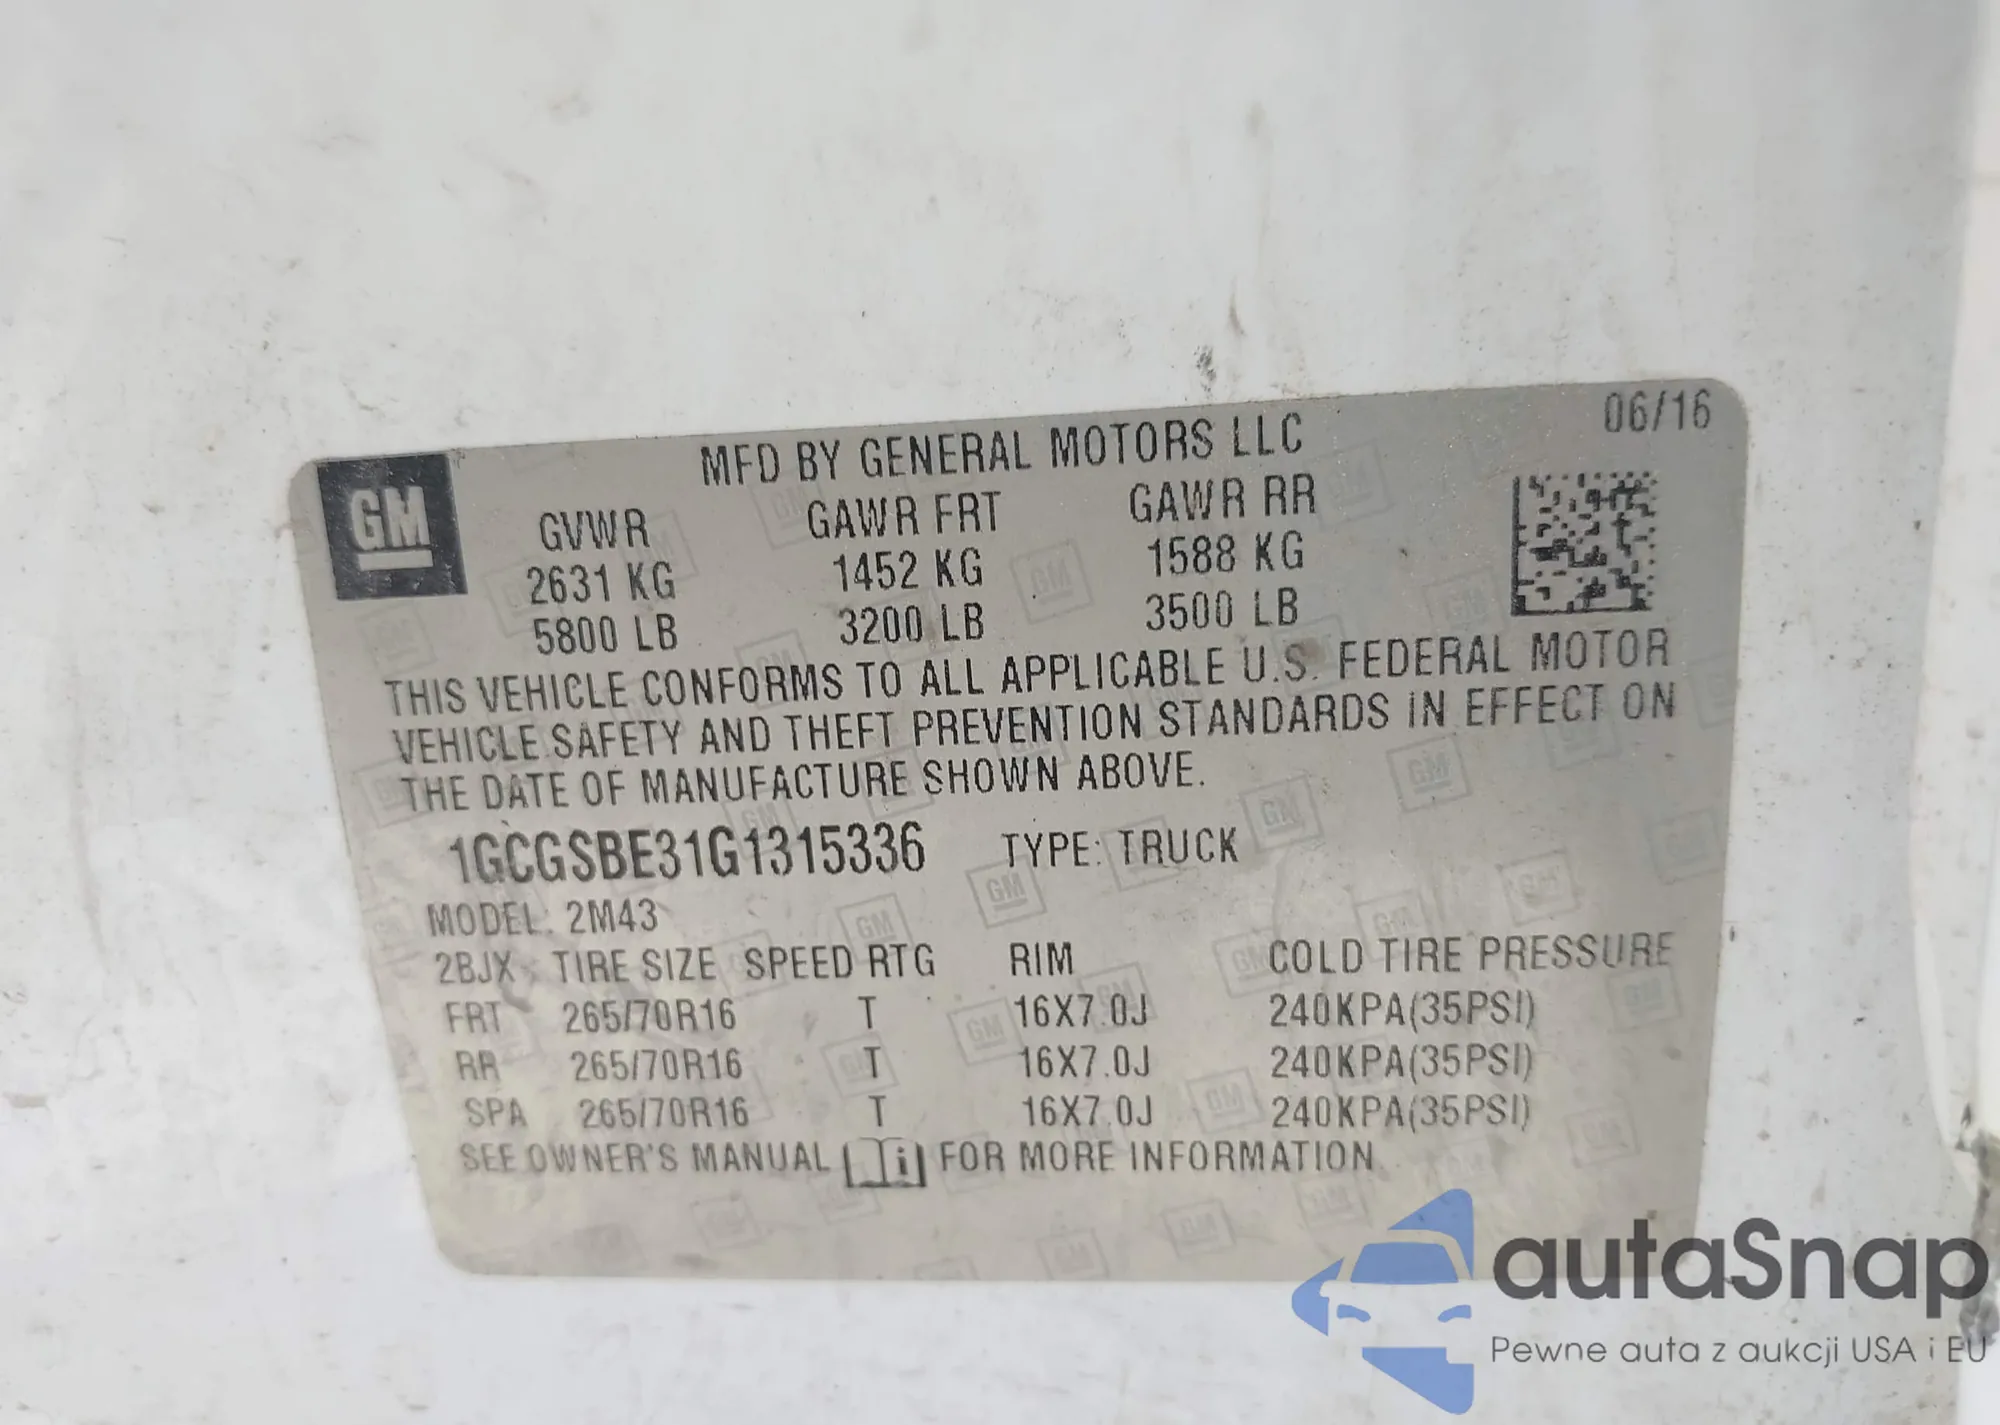 06/16
MFD BY GENERAL MOTORS LLC
GM
GVWR GAWR FRT GAWR RR
2631 KG 1452 KG 1588 KG
5800 LB 3200 LB 3500 LB
THIS VEHICLE CONFORMS TO ALL APPLICABLE U.S. FEDERAL MOTOR
VEHICLE SAFETY AND THEFT PREVENTION STANDARDS IN EFFECT ON
THE DATE OF MANUFACTURE SHOWN ABOVE.
1GCGSBE31G1315336 TYPE: TRUCK
MODEL: 2M43
2BJX TIRE SIZE SPEED RTG RIM COLD TIRE PRESSURE
FRT 265/70R16 T 16X7.0J 240KPA(35PSI)
RR 265/70R16 T 16X7.0J 240KPA(35PSI)
SPA 265/70R16 T 16X7.0J 240KPA(35PSI)
SEE OWNER'S MANUAL i FOR MORE INFORMATION
autaSnap
Pewne auta z aukcji USA i EU